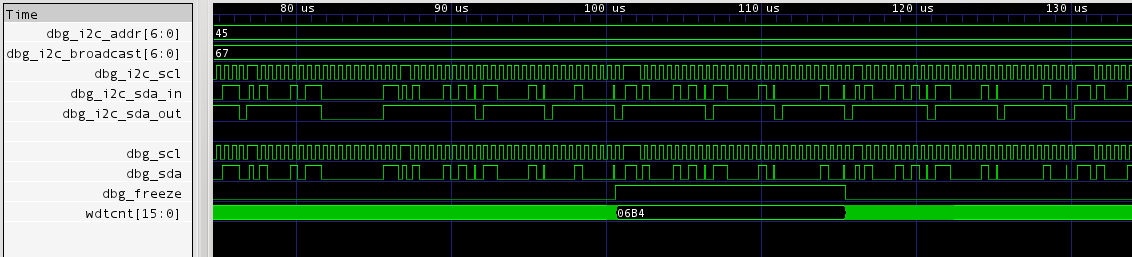 80 us 90 us 100 us 110 us 120 us 130 us
Time
dbg_i2c_addr[6:0] 45
dbg_i2c_broadcast[6:0] 67
dbg_i2c_scl
dbg_i2c_sda_in
dbg_i2c_sda_out
dbg_scl
dbg_sda
dbg_freeze
wdtcnt[15:0] 06B4